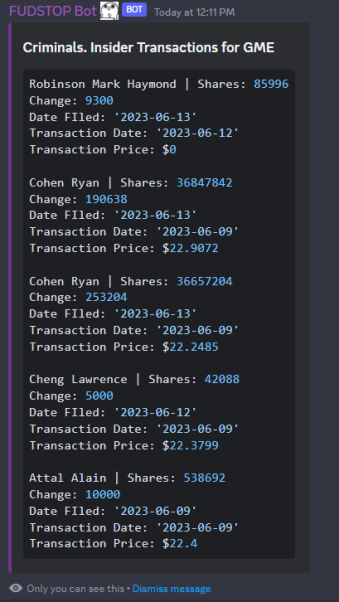 FUDSTOP Bot BOT Today at 12:11 PM
Criminals. Insider Transactions for GME
Robinson Mark Haymond | Shares: 85996
Change: 9300
Date FIled: '2023-06-13'
Transaction Date: '2023-06-12'
Transaction Price: $0
Cohen Ryan | Shares: 36847842
Change: 190638
Date FIled: '2023-06-13'
Transaction Date: '2023-06-09'
Transaction Price: $22.9072
Cohen Ryan | Shares: 36657204
Change: 253204
Date FIled: '2023-06-13'
Transaction Date: '2023-06-09'
Transaction Price: $22.2485
Cheng Lawrence | Shares: 42088
Change: 5000
Date FIled: '2023-06-12'
Transaction Date: '2023-06-09'
Transaction Price: $22.3799
Attal Alain | Shares: 538692
Change: 10000
Date FIled: '2023-06-09'
Transaction Date: '2023-06-09'
Transaction Price: $22.4
Only you can see this • Dismiss message